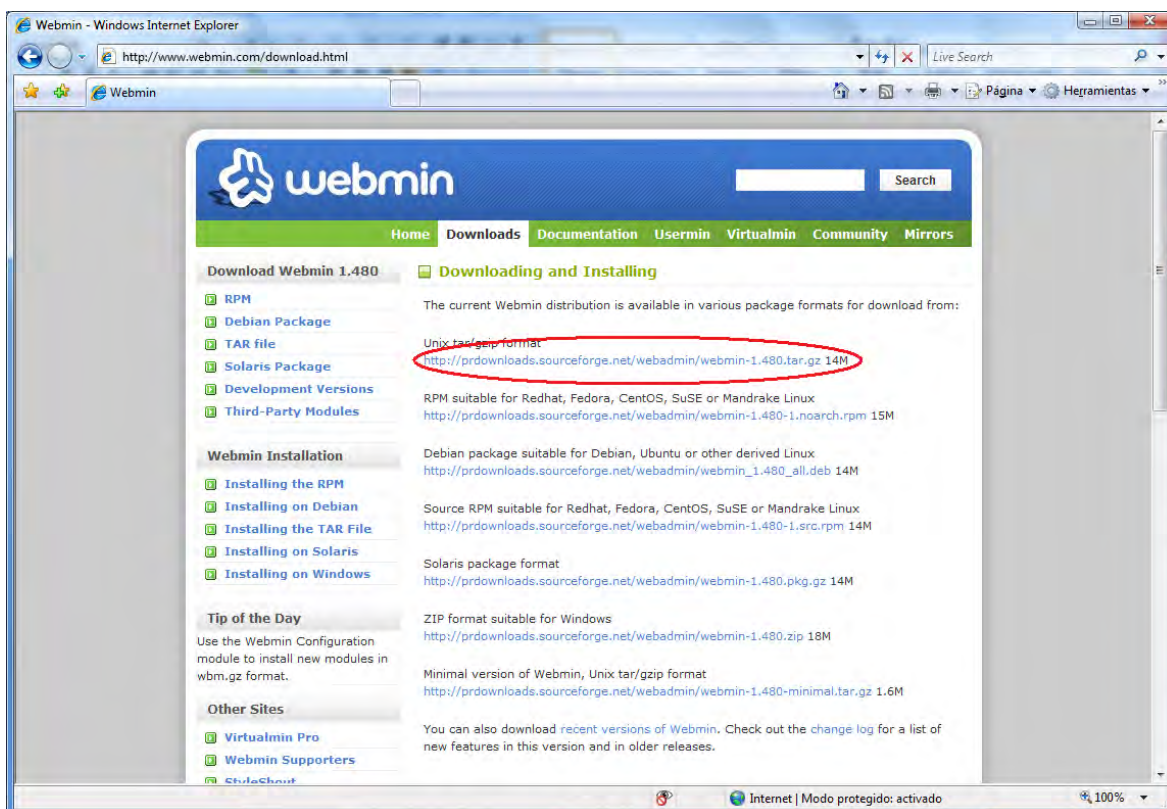 Webmin - Windows Internet Explorer
http://www.webmin.com/download.html
Live Search
Webmin
Página
Herramientas
webmin
Search
Home Downloads Documentation Usermin Virtualmin Community Mirrors
Download Webmin 1.480
RPM
Debian Package
TAR file
Solaris Package
Development Versions
Third-Party Modules
Webmin Installation
Installing the RPM
Installing on Debian
Installing the TAR File
Installing on Solaris
Installing on Windows
Tip of the Day
Use the Webmin Configuration
module to install new modules in
wbm.gz format.
Other Sites
Virtualmin Pro
Webmin Supporters
StyleShout
Downloading and Installing
The current Webmin distribution is available in various package formats for download from:
Unix tar/gzip format
http://prdownloads.sourceforge.net/webadmin/webmin-1.480.tar.gz 14M
RPM suitable for Redhat, Fedora, CentOS, SuSE or Mandrake Linux
http://prdownloads.sourceforge.net/webadmin/webmin-1.480-1.noarch.rpm 15M
Debian package suitable for Debian, Ubuntu or other derived Linux
http://prdownloads.sourceforge.net/webadmin/webmin_1.480_all.deb 14M
Source RPM suitable for Redhat, Fedora, CentOS, SuSE or Mandrake Linux
http://prdownloads.sourceforge.net/webadmin/webmin-1.480-1.src.rpm 14M
Solaris package format
http://prdownloads.sourceforge.net/webadmin/webmin-1.480.pkg.gz 14M
ZIP format suitable for Windows
http://prdownloads.sourceforge.net/webadmin/webmin-1.480.zip 18M
Minimal version of Webmin, Unix tar/gzip format
http://prdownloads.sourceforge.net/webadmin/webmin-1.480-minimal.tar.gz 1.6M
You can also download recent versions of Webmin. Check out the change log for a list of
new features in this version and in older releases.
Internet | Modo protegido: activado
100%